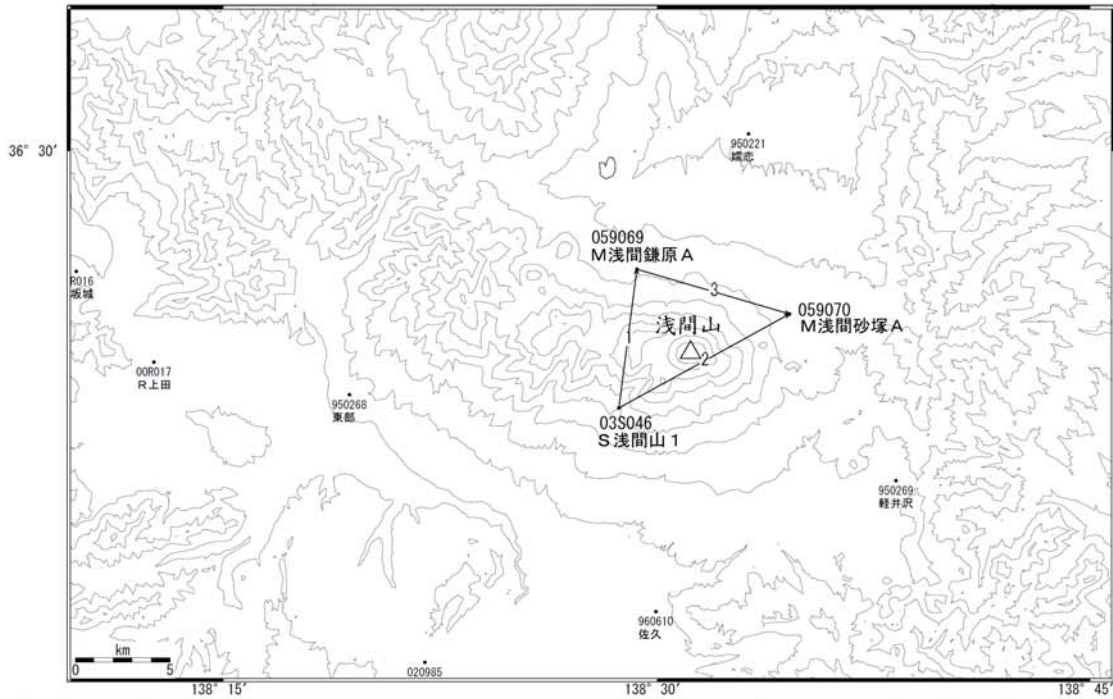 36° 30'
950221
嬬恋
059069
M浅間鎌原A
R016
坂城
3
059070
M浅間砂塚A
浅間山
1
2
00R017
R上田
950268
東部
03S046
S浅間山1
950269
軽井沢
960610
佐久
km
0 5
020985
138° 15'
138° 30'
138° 45'